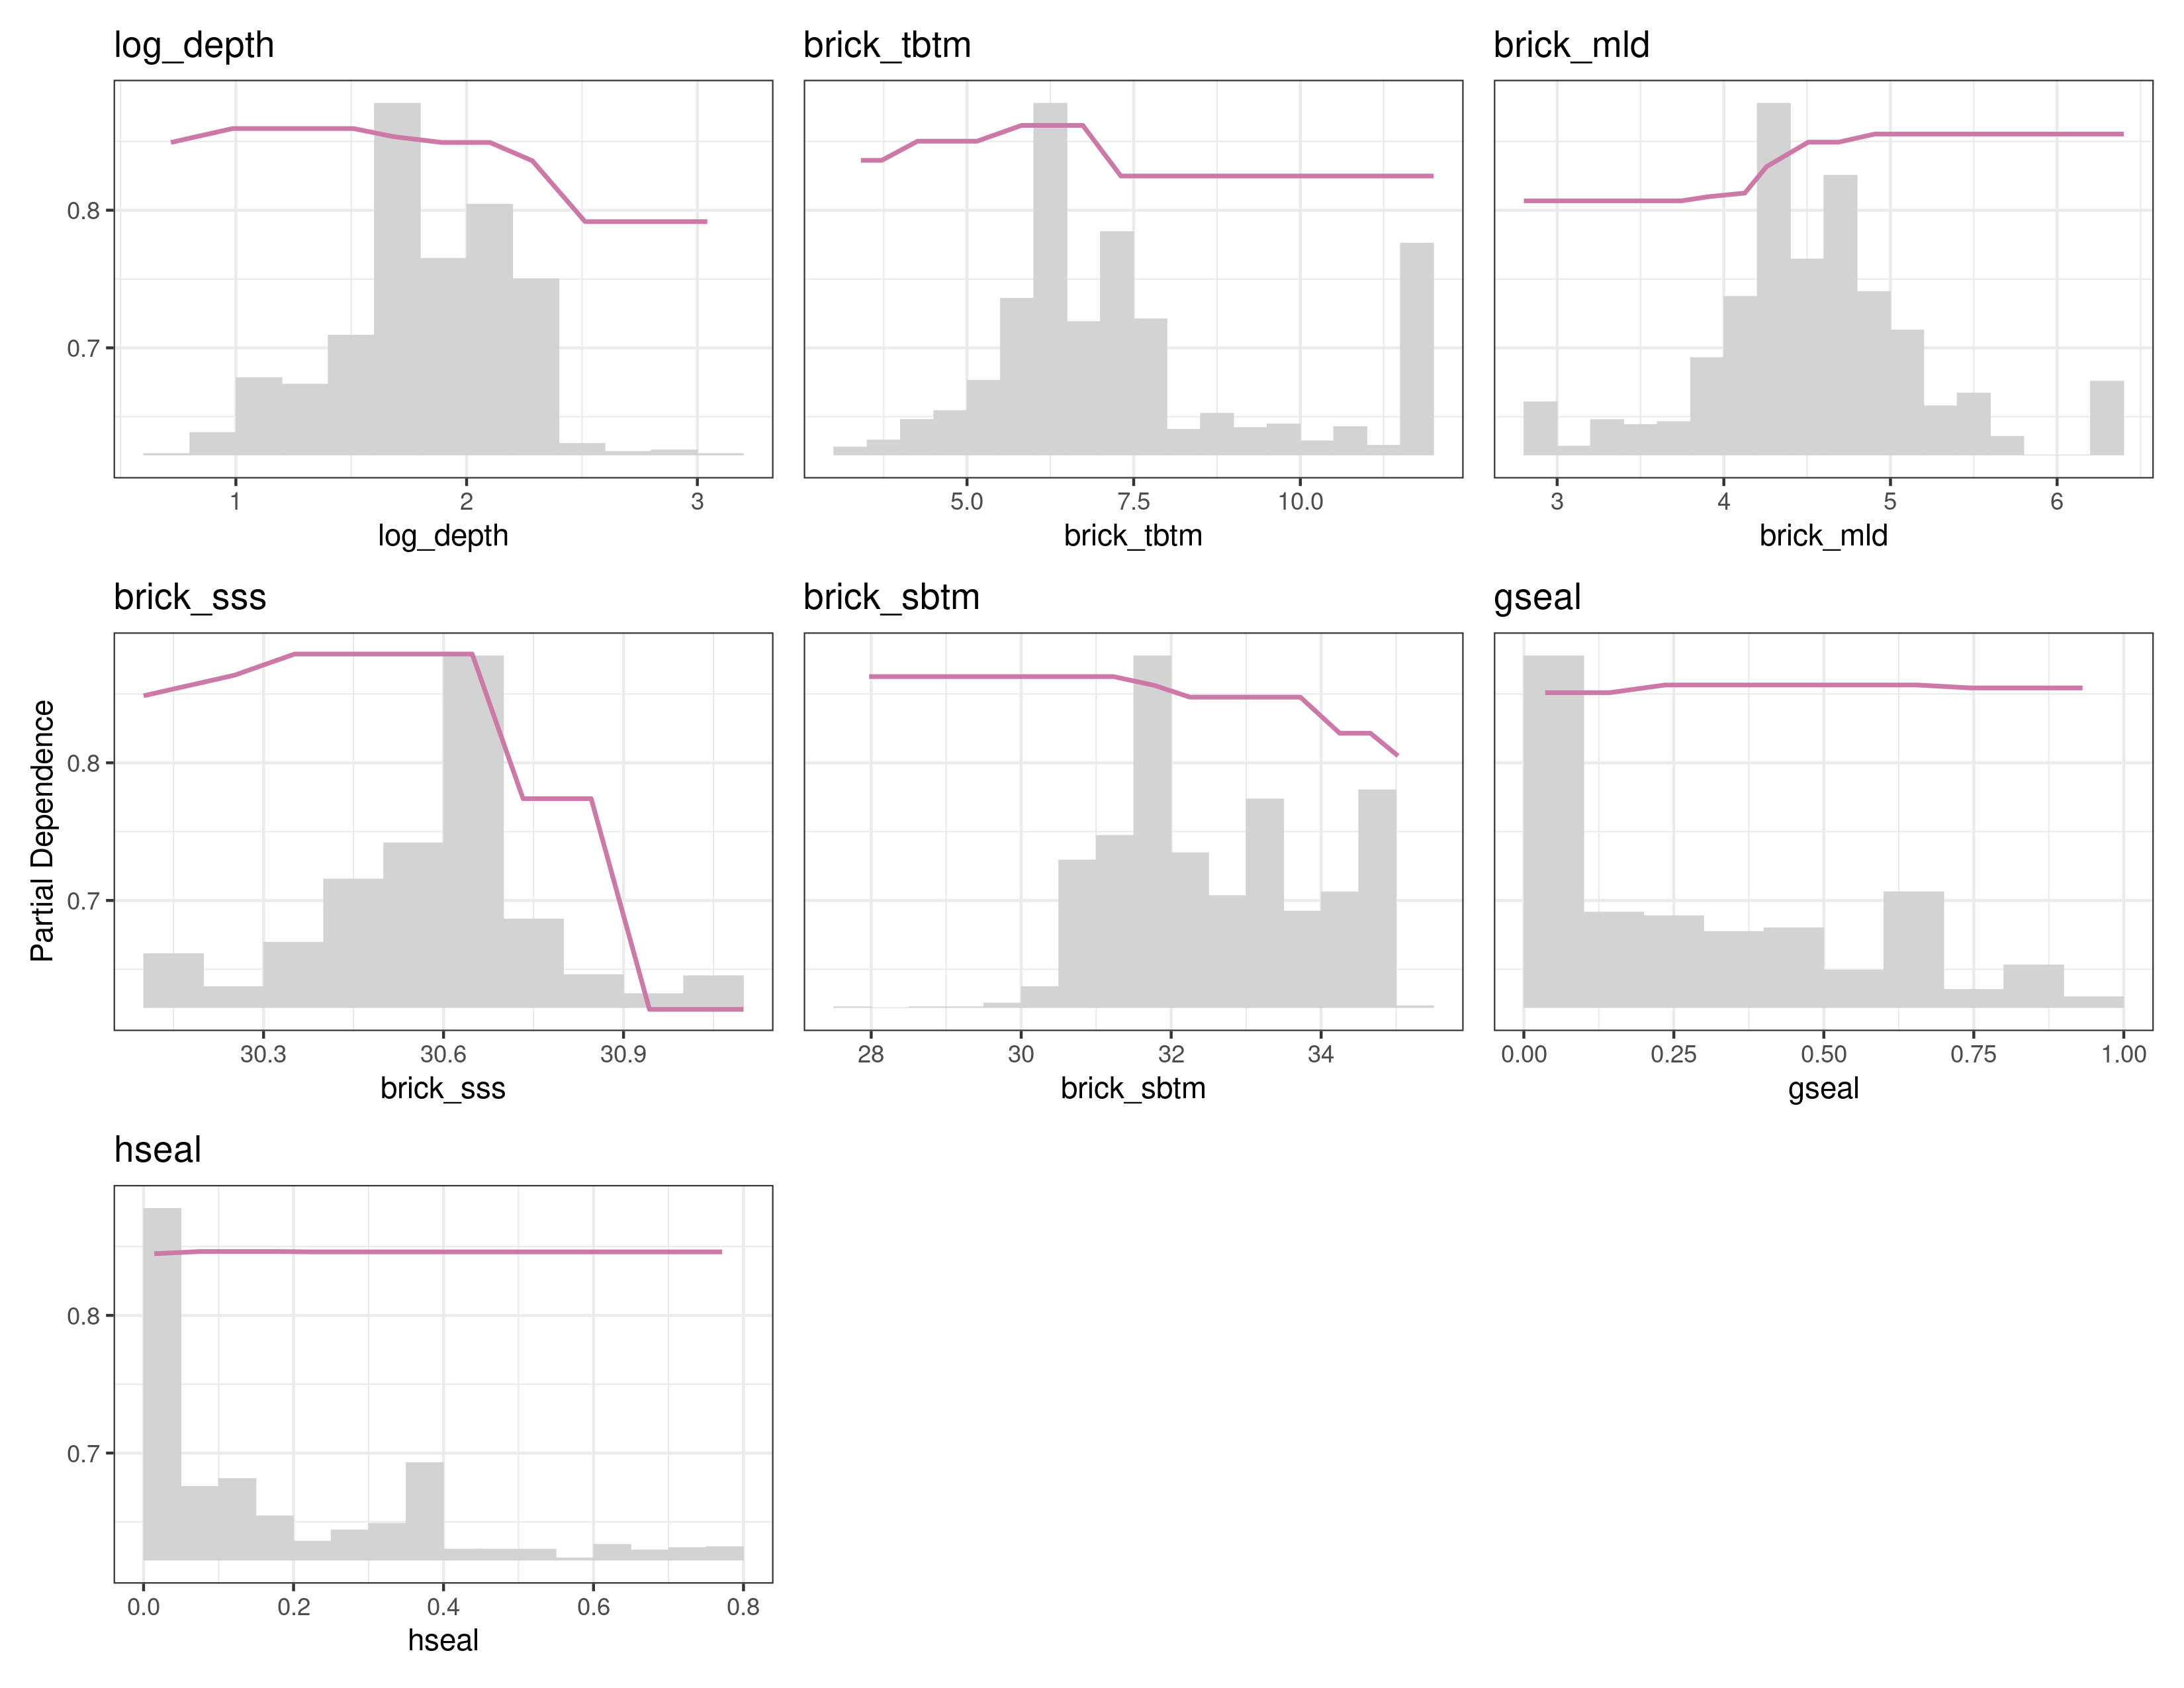 log_depth brick_tbtm brick_mld
0.8
0.7
1 2 3 5.0 7.5 10.0 3 4 5 6
log_depth brick_tbtm brick_mld
brick_sss brick_sbtm gseal
Partial Dependence
0.8
0.7
30.3 30.6 30.9 28 30 32 34 0.00 0.25 0.50 0.75 1.00
brick_sss brick_sbtm gseal
hseal
0.8
0.7
0.0 0.2 0.4 0.6 0.8
hseal